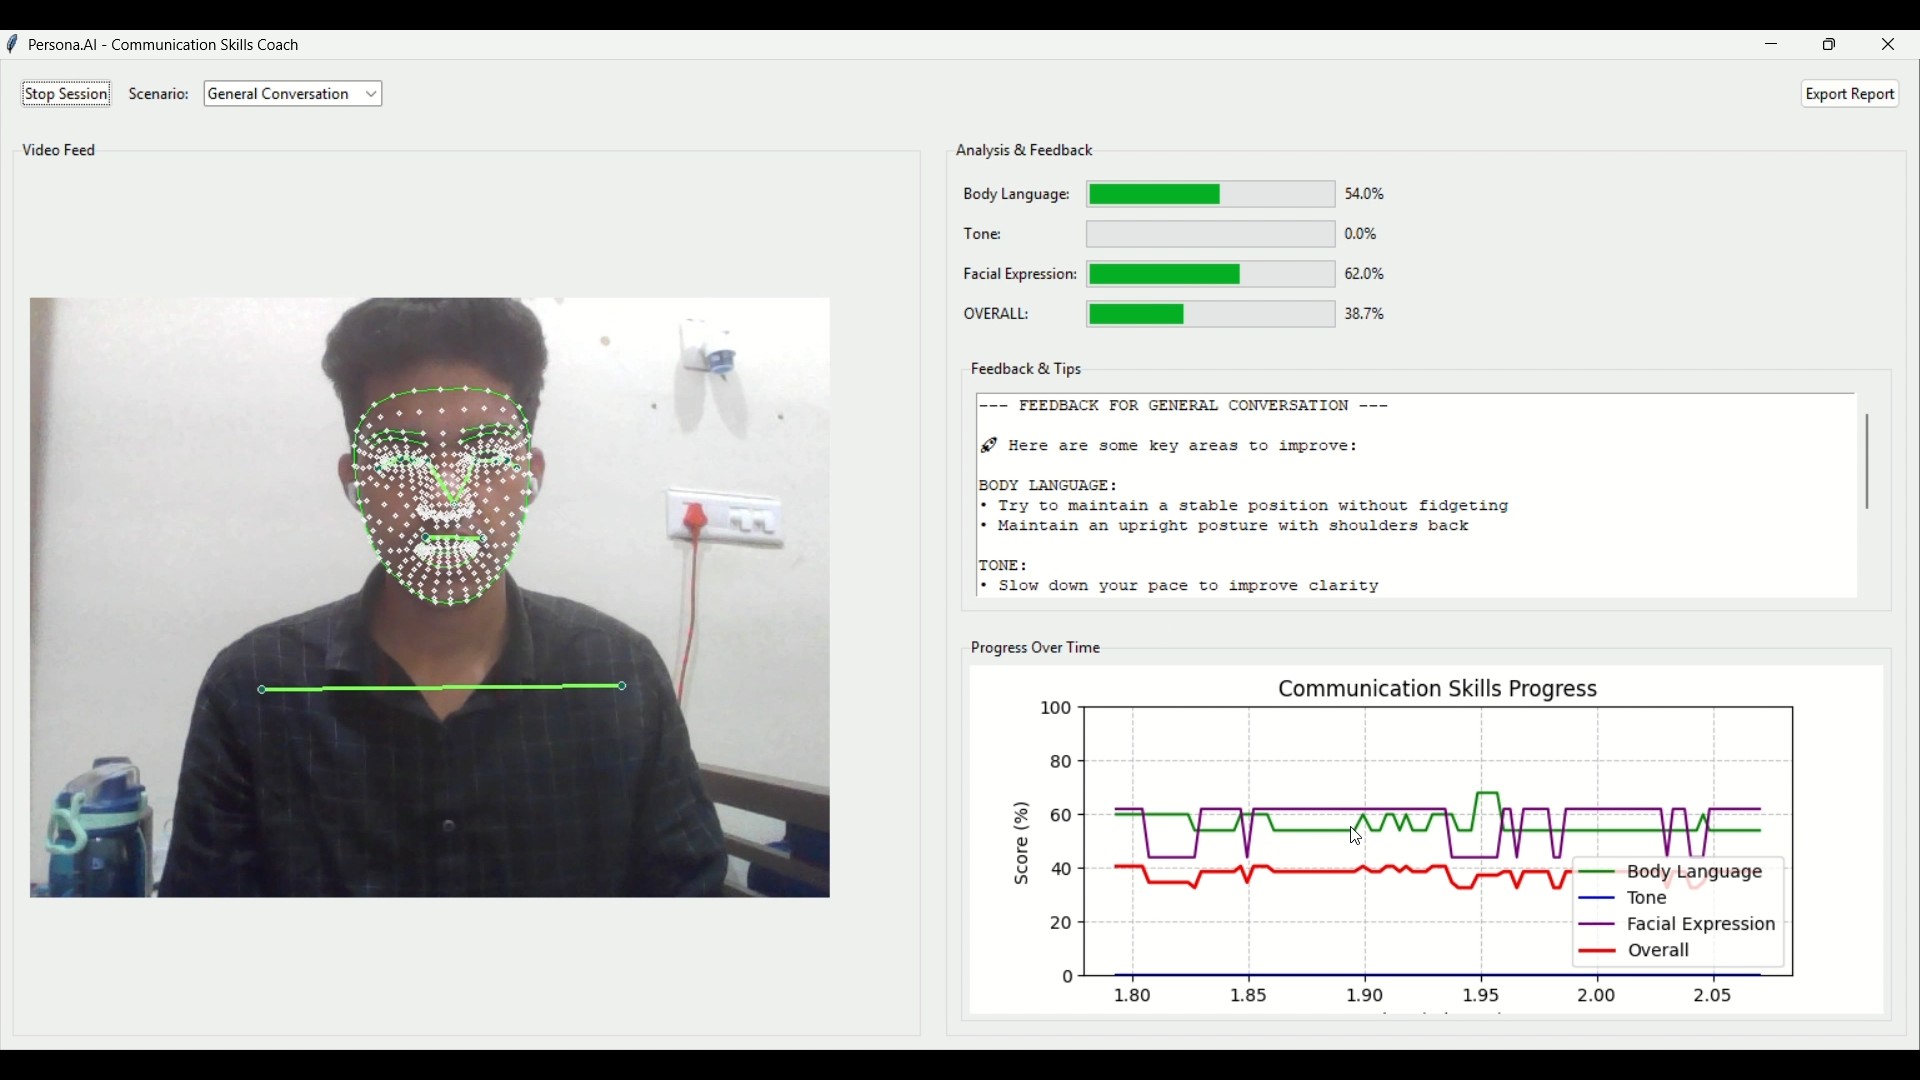 Persona.AI - Communication Skills Coach
Stop Session Scenario: General Conversation Export Report
Video Feed
Analysis & Feedback
Body Language: 54.0%
Tone: 0.0%
Facial Expression: 62.0%
OVERALL: 38.7%
Feedback & Tips
--- FEEDBACK FOR GENERAL CONVERSATION ---
🚀 Here are some key areas to improve:
BODY LANGUAGE:
• Try to maintain a stable position without fidgeting
• Maintain an upright posture with shoulders back
TONE:
• Slow down your pace to improve clarity
Progress Over Time
Communication Skills Progress
100
80
60
40
20
0
Score (%)
1.80 1.85 1.90 1.95 2.00 2.05
Body Language
Tone
Facial Expression
Overall